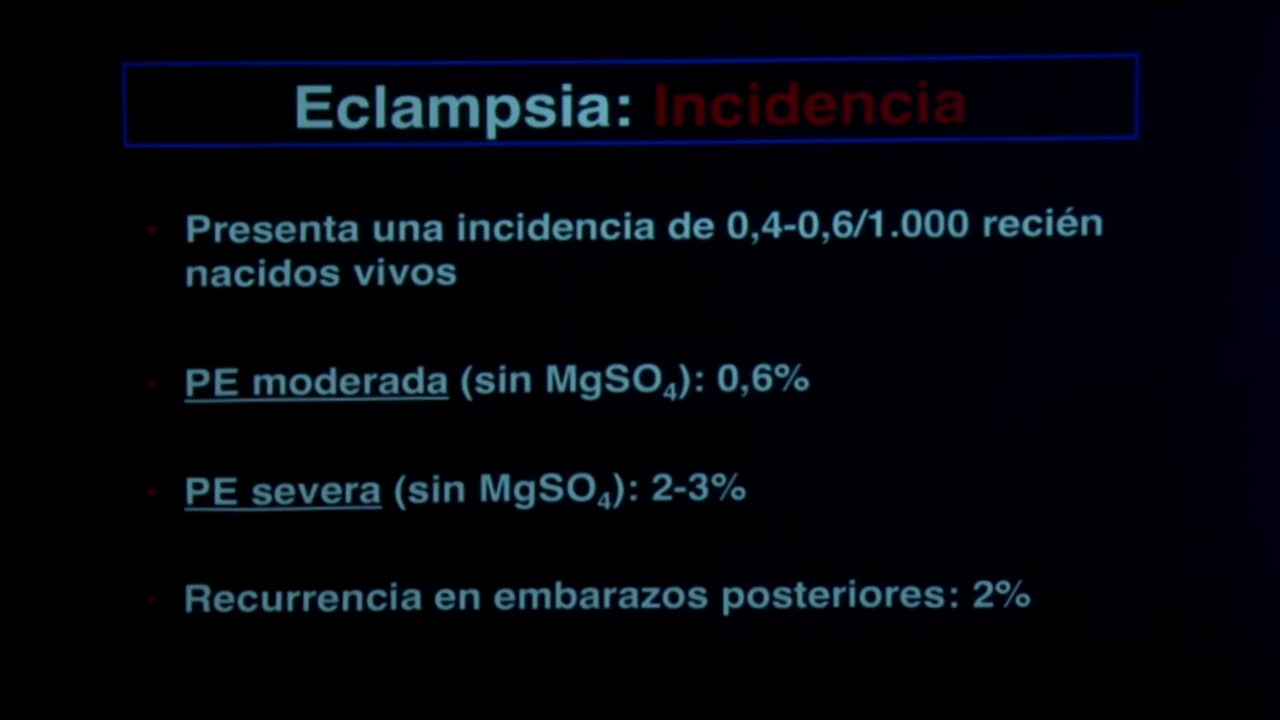 Eclampsia: Incidencia
Presenta una incidencia de 0,4-0,6/1.000 recién
nacidos vivos
PE moderada (sin MgSO₄): 0,6%
PE severa (sin MgSO₄): 2-3%
Recurrencia en embarazos posteriores: 2%